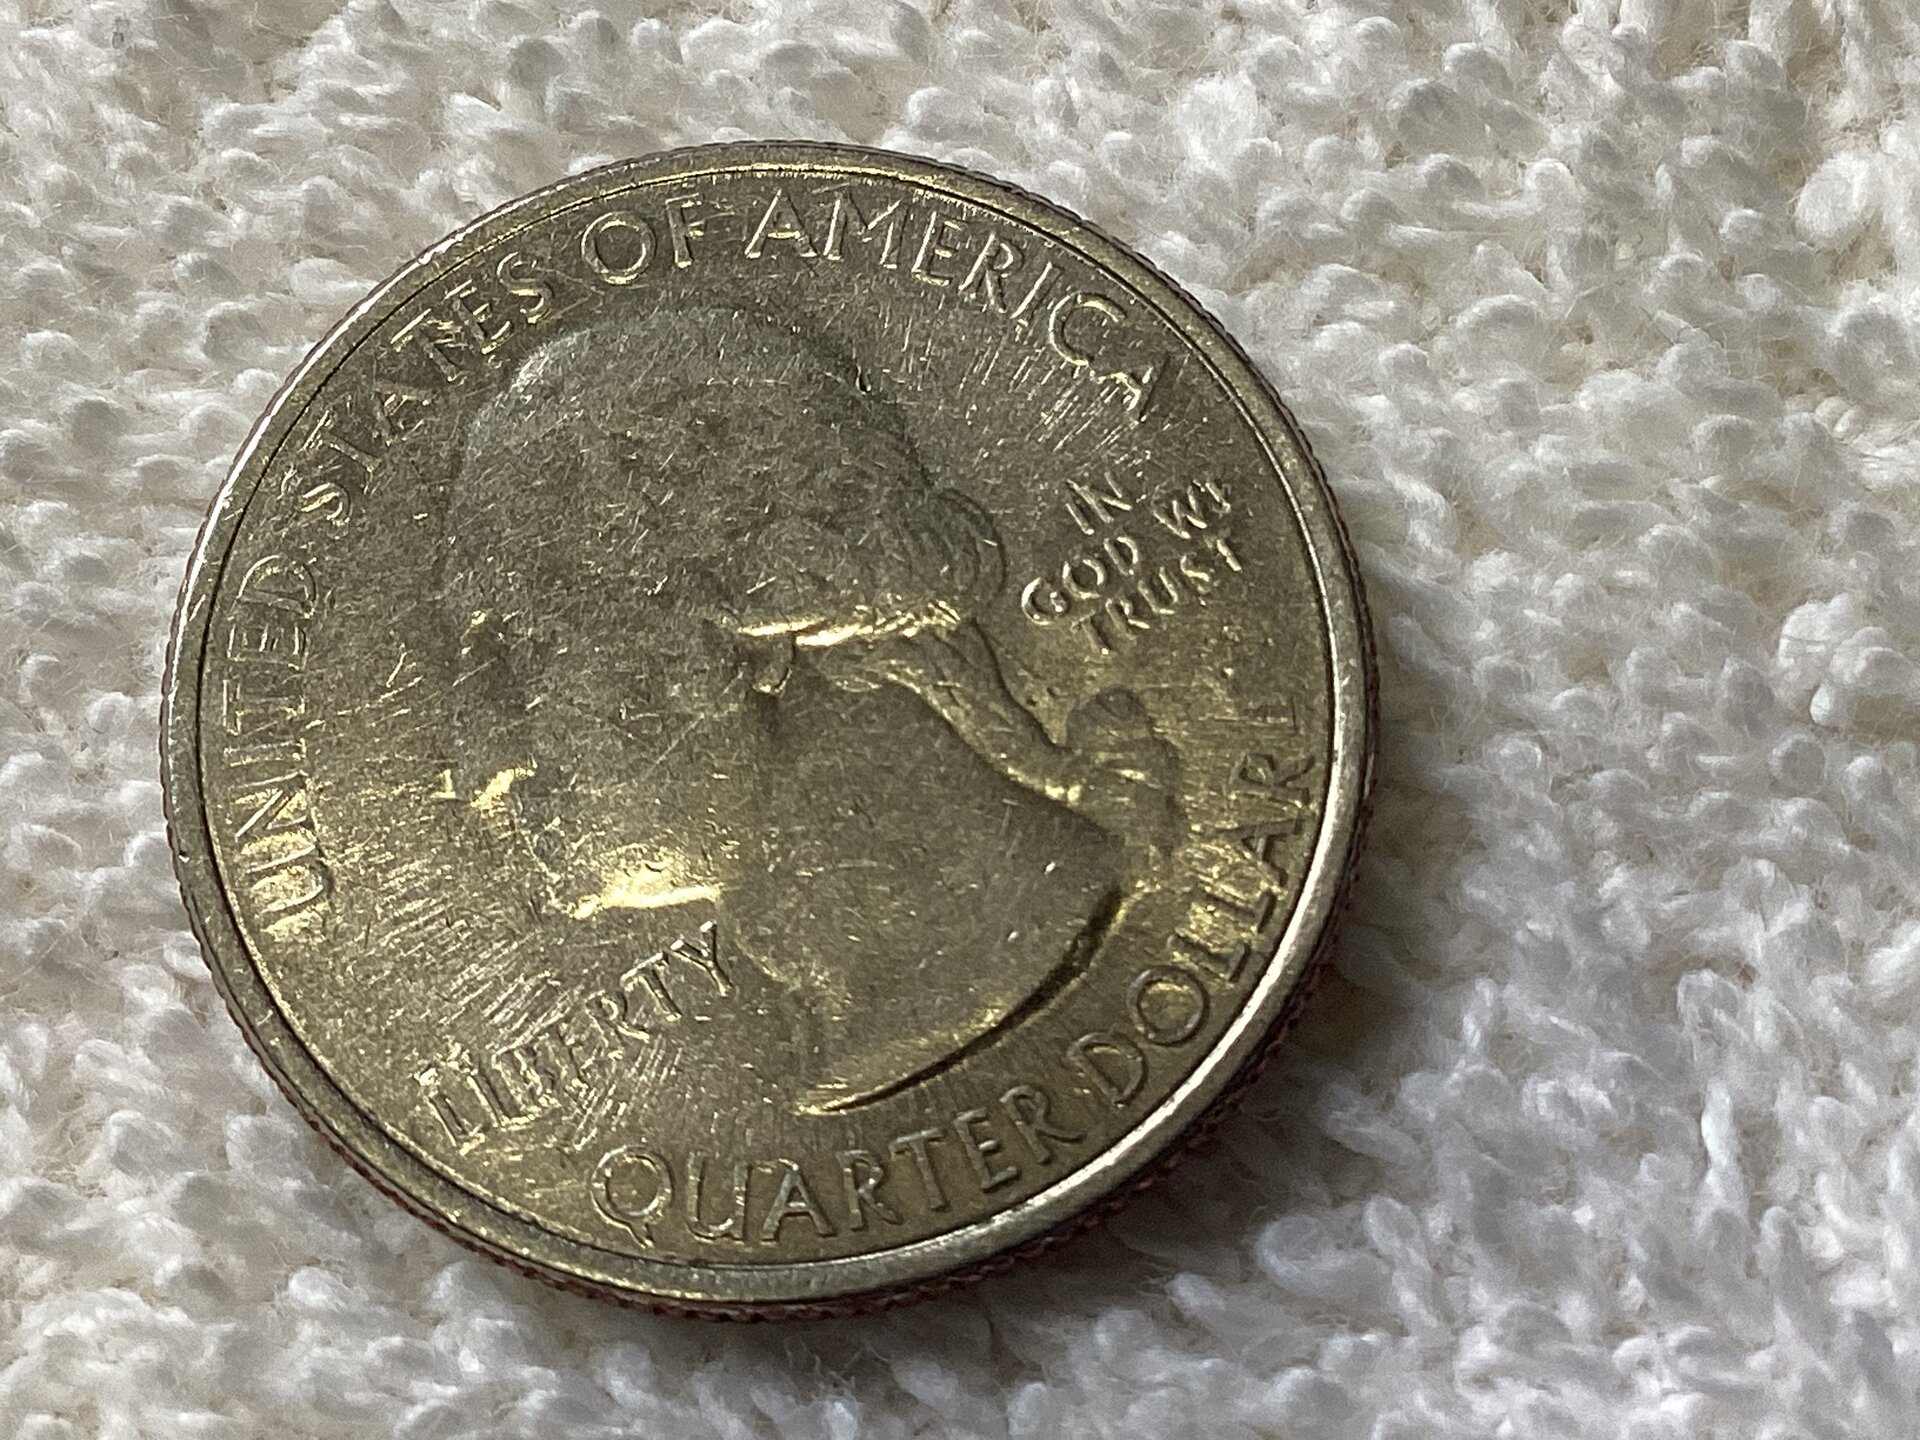 UNITED STATES OF AMERICA
IN
GOD WE
TRUST
LIBERTY
QUARTER DOLLAR